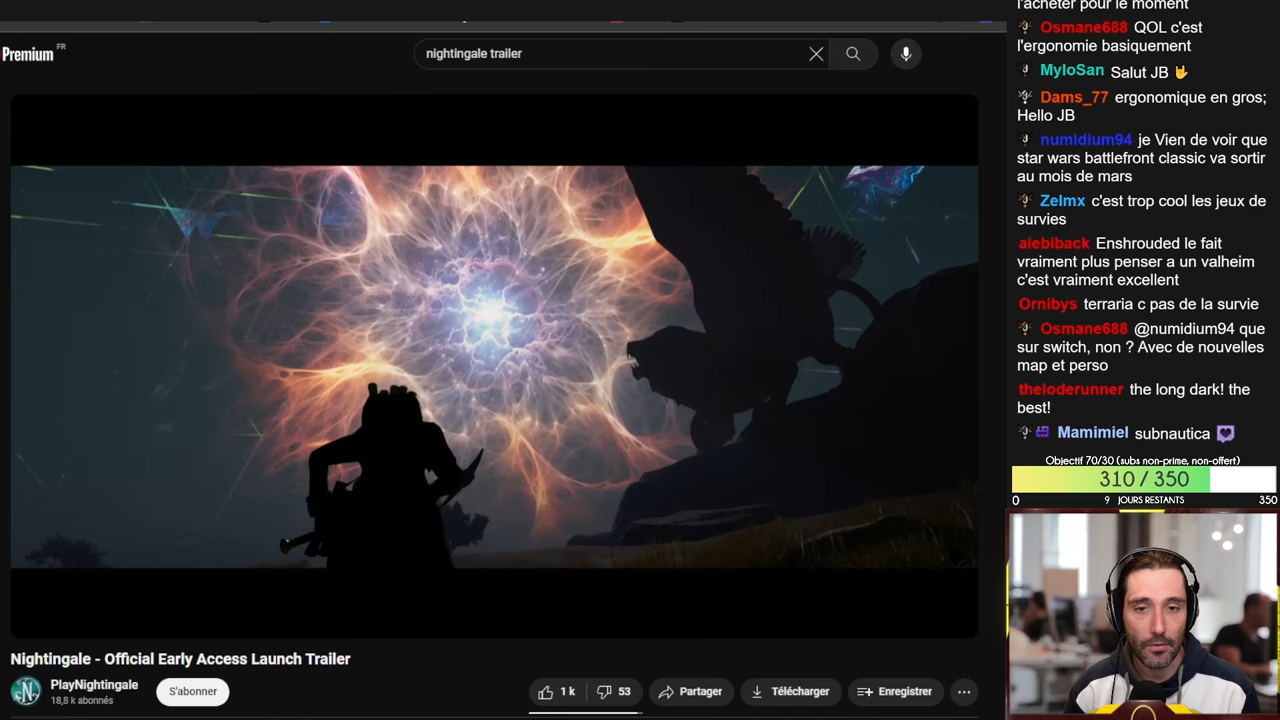 Premium FR
nightingale trailer
Nightingale - Official Early Access Launch Trailer
PlayNightingale
18,8 k abonnés
S'abonner
1 k
53
Partager
Télécharger
Enregistrer
...
l'acheter pour le moment
Osmane688 QOL c'est
l'ergonomie basiquement
MyloSan Salut JB
Dams_77 ergonomique en gros;
Hello JB
numidium94 je Vien de voir que
star wars battlefront classic va sortir
au mois de mars
Zelmx c'est trop cool les jeux de
survies
aiebiback Enshrouded le fait
vraiment plus penser a un valheim
c'est vraiment excellent
Ornibys terraria c pas de la survie
Osmane688 @numidium94 que
sur switch, non ? Avec de nouvelles
map et perso
theloderunner the long dark! the
best!
Mamimiel subnautica
Objectif 70/30 (subs non-prime, non-offert)
310 / 350
0 9 JOURS RESTANTS 350